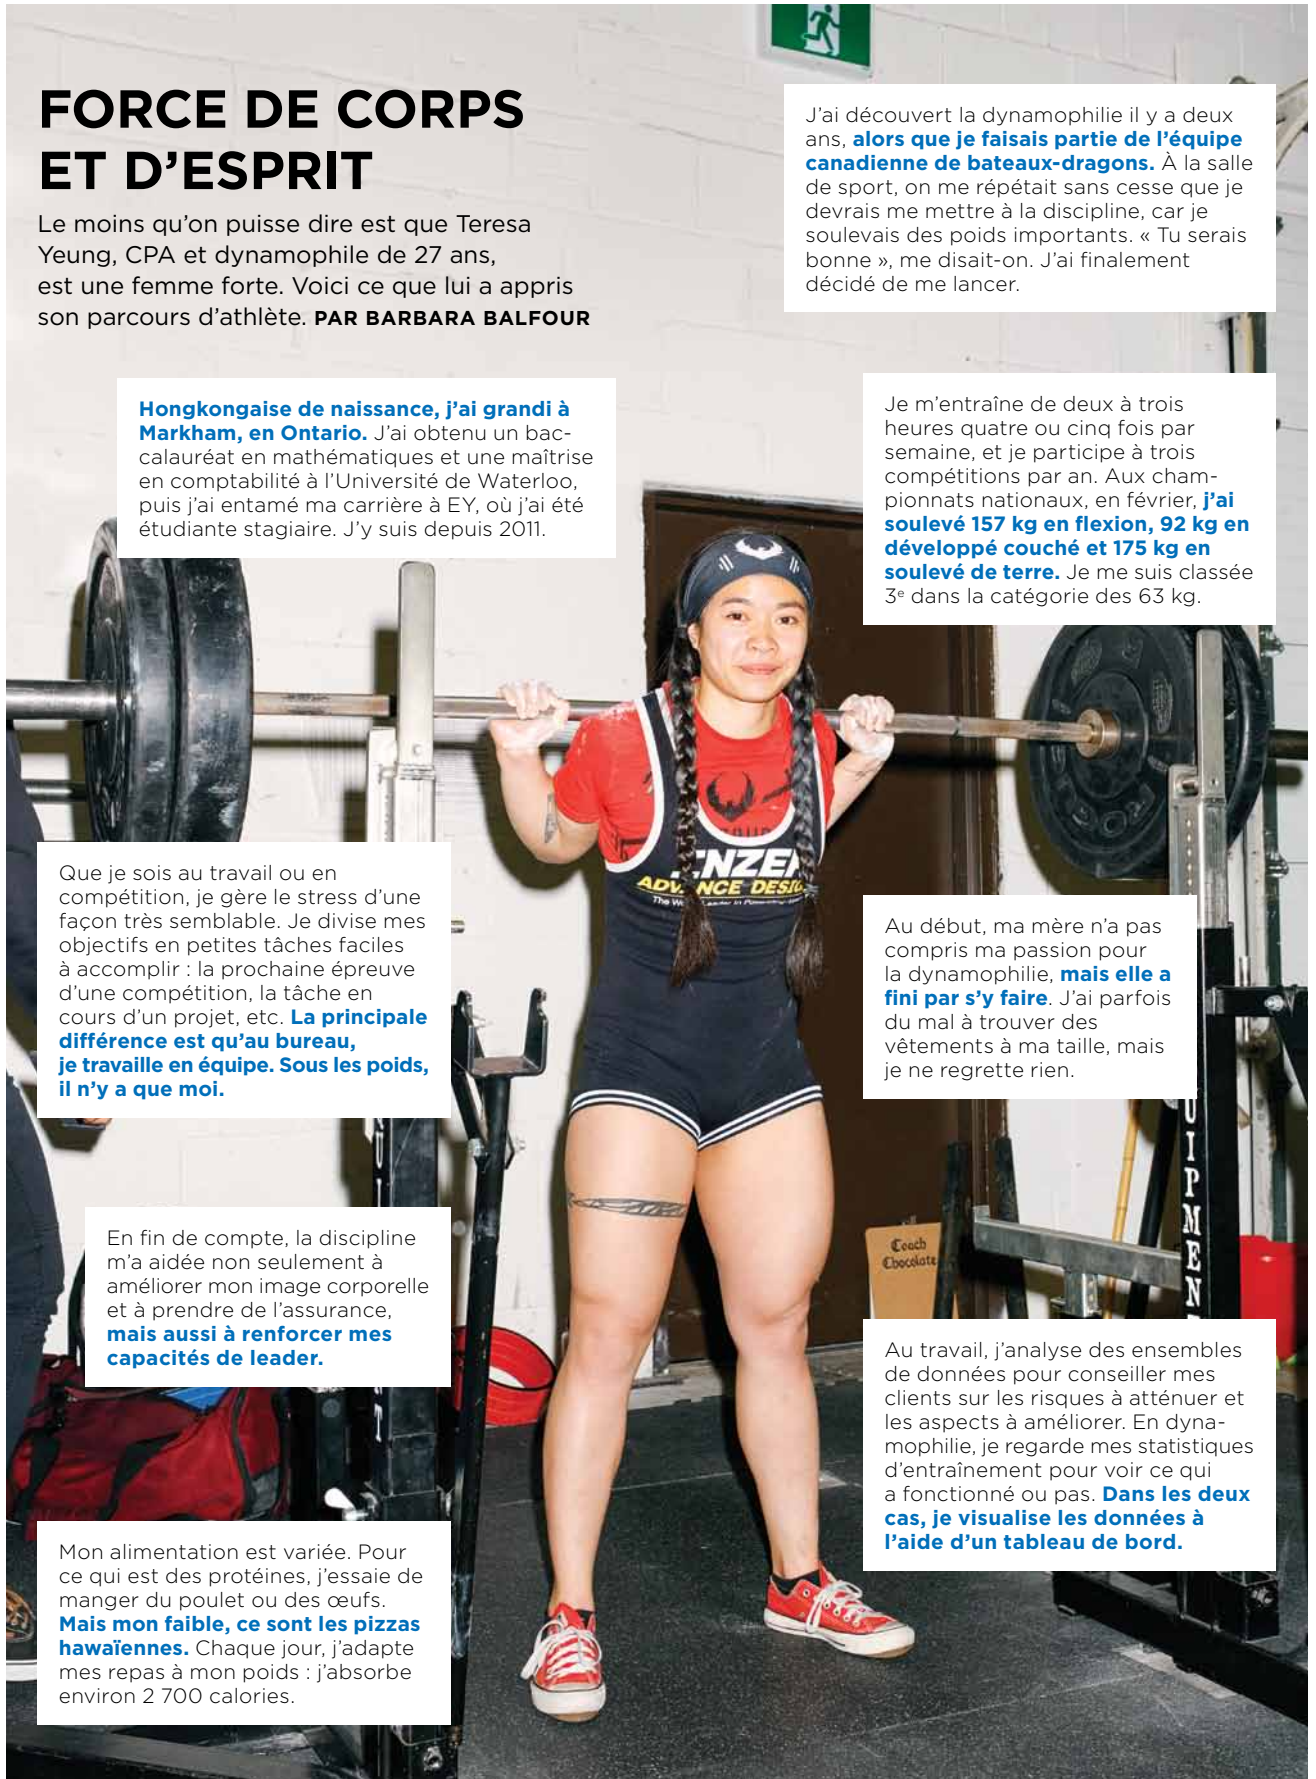 FORCE DE CORPS
ET D’ESPRIT
Le moins qu’on puisse dire est que Teresa
Yeung, CPA et dynamophile de 27 ans,
est une femme forte. Voici ce que lui a appris
son parcours d’athlète. PAR BARBARA BALFOUR
J’ai découvert la dynamophilie il y a deux
ans, alors que je faisais partie de l’équipe
canadienne de bateaux-dragons. À la salle
de sport, on me répétait sans cesse que je
devrais me mettre à la discipline, car je
soulevais des poids importants. « Tu serais
bonne », me disait-on. J’ai finalement
décidé de me lancer.
Hongkongaise de naissance, j’ai grandi à
Markham, en Ontario. J’ai obtenu un bac-
calauréat en mathématiques et une maîtrise
en comptabilité à l’Université de Waterloo,
puis j’ai entamé ma carrière à EY, où j’ai été
étudiante stagiaire. J’y suis depuis 2011.
Je m’entraîne de deux à trois
heures quatre ou cinq fois par
semaine, et je participe à trois
compétitions par an. Aux cham-
pionnats nationaux, en février, j’ai
soulevé 157 kg en flexion, 92 kg en
développé couché et 175 kg en
soulevé de terre. Je me suis classée
3e dans la catégorie des 63 kg.
Que je sois au travail ou en
compétition, je gère le stress d’une
façon très semblable. Je divise mes
objectifs en petites tâches faciles
à accomplir : la prochaine épreuve
d’une compétition, la tâche en
cours d’un projet, etc. La principale
différence est qu’au bureau,
je travaille en équipe. Sous les poids,
il n’y a que moi.
Au début, ma mère n’a pas
compris ma passion pour
la dynamophilie, mais elle a
fini par s’y faire. J’ai parfois
du mal à trouver des
vêtements à ma taille, mais
je ne regrette rien.
En fin de compte, la discipline
m’a aidée non seulement à
améliorer mon image corporelle
et à prendre de l’assurance,
mais aussi à renforcer mes
capacités de leader.
Coach
Chocolate
Au travail, j’analyse des ensembles
de données pour conseiller mes
clients sur les risques à atténuer et
les aspects à améliorer. En dyna-
mophilie, je regarde mes statistiques
d’entraînement pour voir ce qui
a fonctionné ou pas. Dans les deux
cas, je visualise les données à
l’aide d’un tableau de bord.
Mon alimentation est variée. Pour
ce qui est des protéines, j’essaie de
manger du poulet ou des œufs.
Mais mon faible, ce sont les pizzas
hawaïennes. Chaque jour, j’adapte
mes repas à mon poids : j’absorbe
environ 2 700 calories.